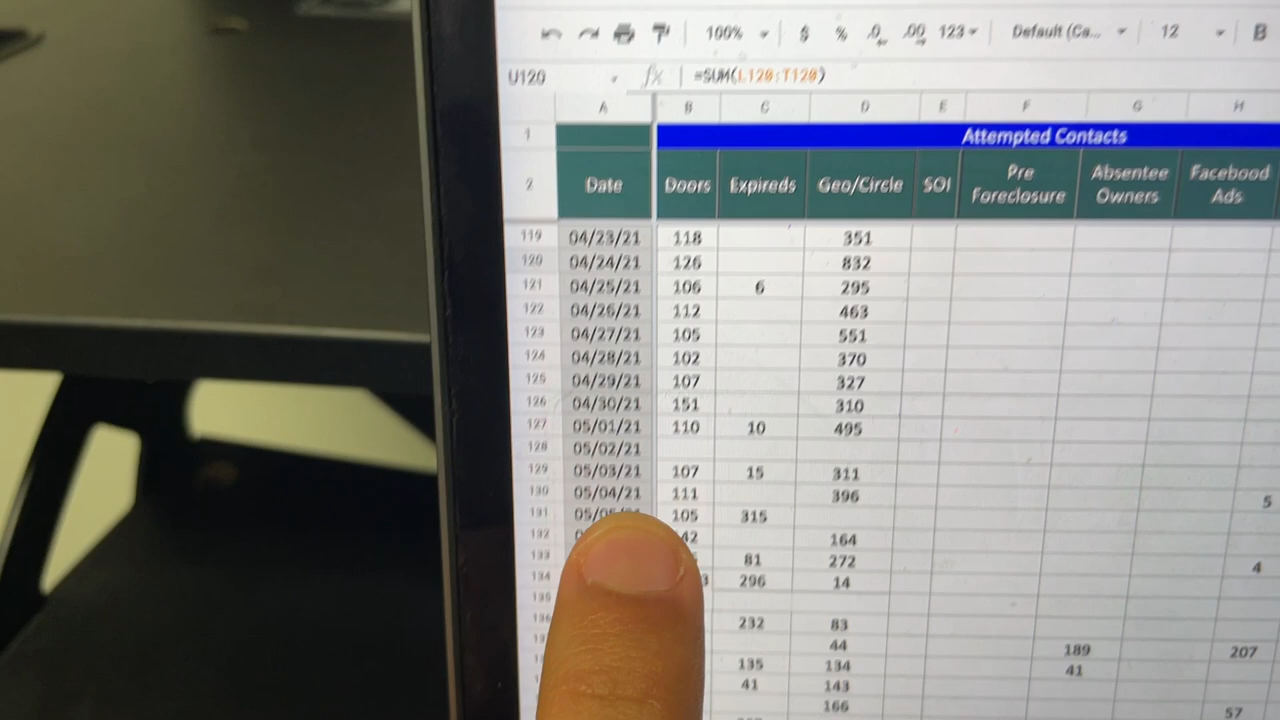 100% $ % .0 .00 123 Default (Ca... 12 B
U120 fx =SUM(L120:T120)
A B C D E F G H
1 Attempted Contacts
2 Date Doors Expireds Geo/Circle SOI Pre Foreclosure Absentee Owners Facebood Ads
119 04/23/21 118 351
120 04/24/21 126 832
121 04/25/21 106 6 295
122 04/26/21 112 463
123 04/27/21 105 551
124 04/28/21 102 370
125 04/29/21 107 327
126 04/30/21 151 310
127 05/01/21 110 10 495
128 05/02/21
129 05/03/21 107 15 311
130 05/04/21 111 396 5
131 105 315
132 164
133 81 272 4
134 296 14
135
232 83
44 189 207
135 134 41
41 143
166 57